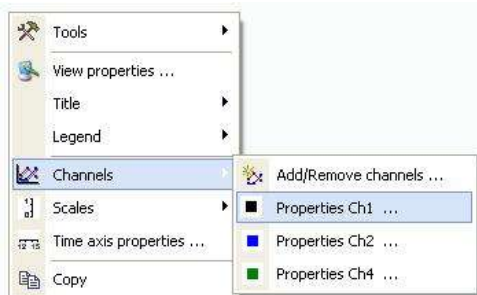 Tools
View properties ...
Title
Legend
Channels
Scales
Time axis properties ...
Copy
Add/Remove channels ...
Properties Ch1 ...
Properties Ch2 ...
Properties Ch4 ...